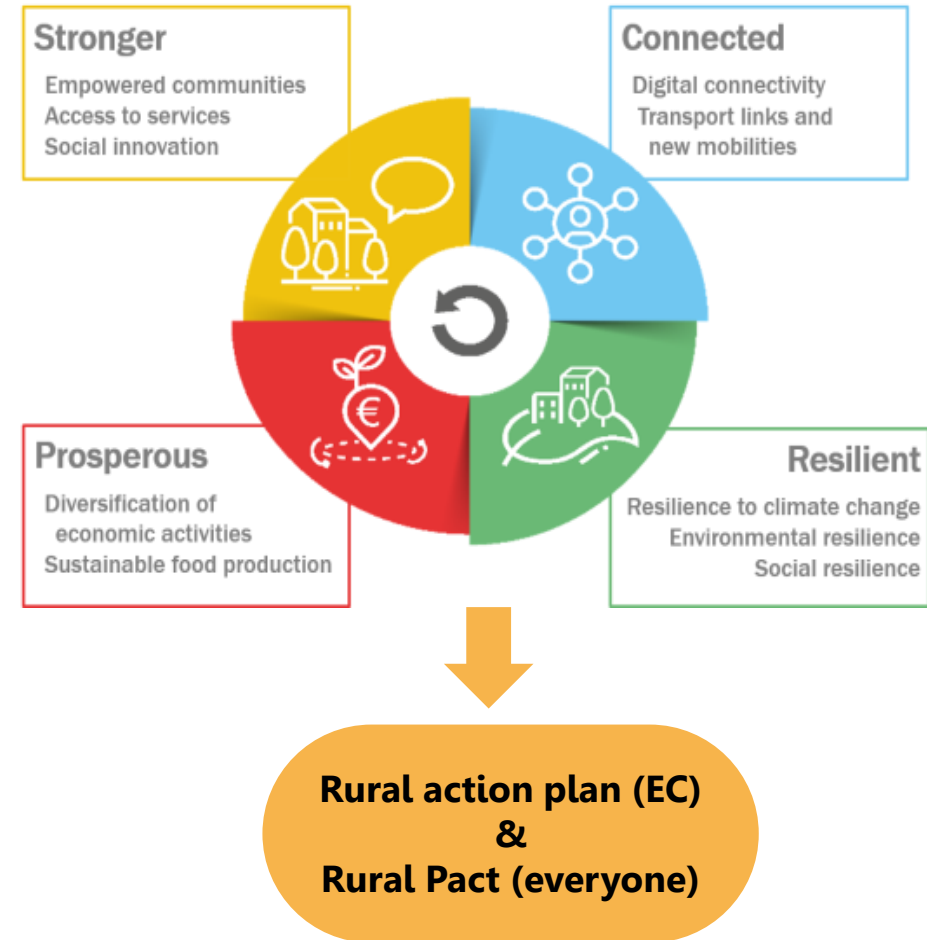 Stronger
Empowered communities
Access to services
Social innovation
Connected
Digital connectivity
Transport links and
new mobilities
€
Prosperous
Diversification of
economic activities
Sustainable food production
Resilient
Resilience to climate change
Environmental resilience
Social resilience
Rural action plan (EC)
&
Rural Pact (everyone)